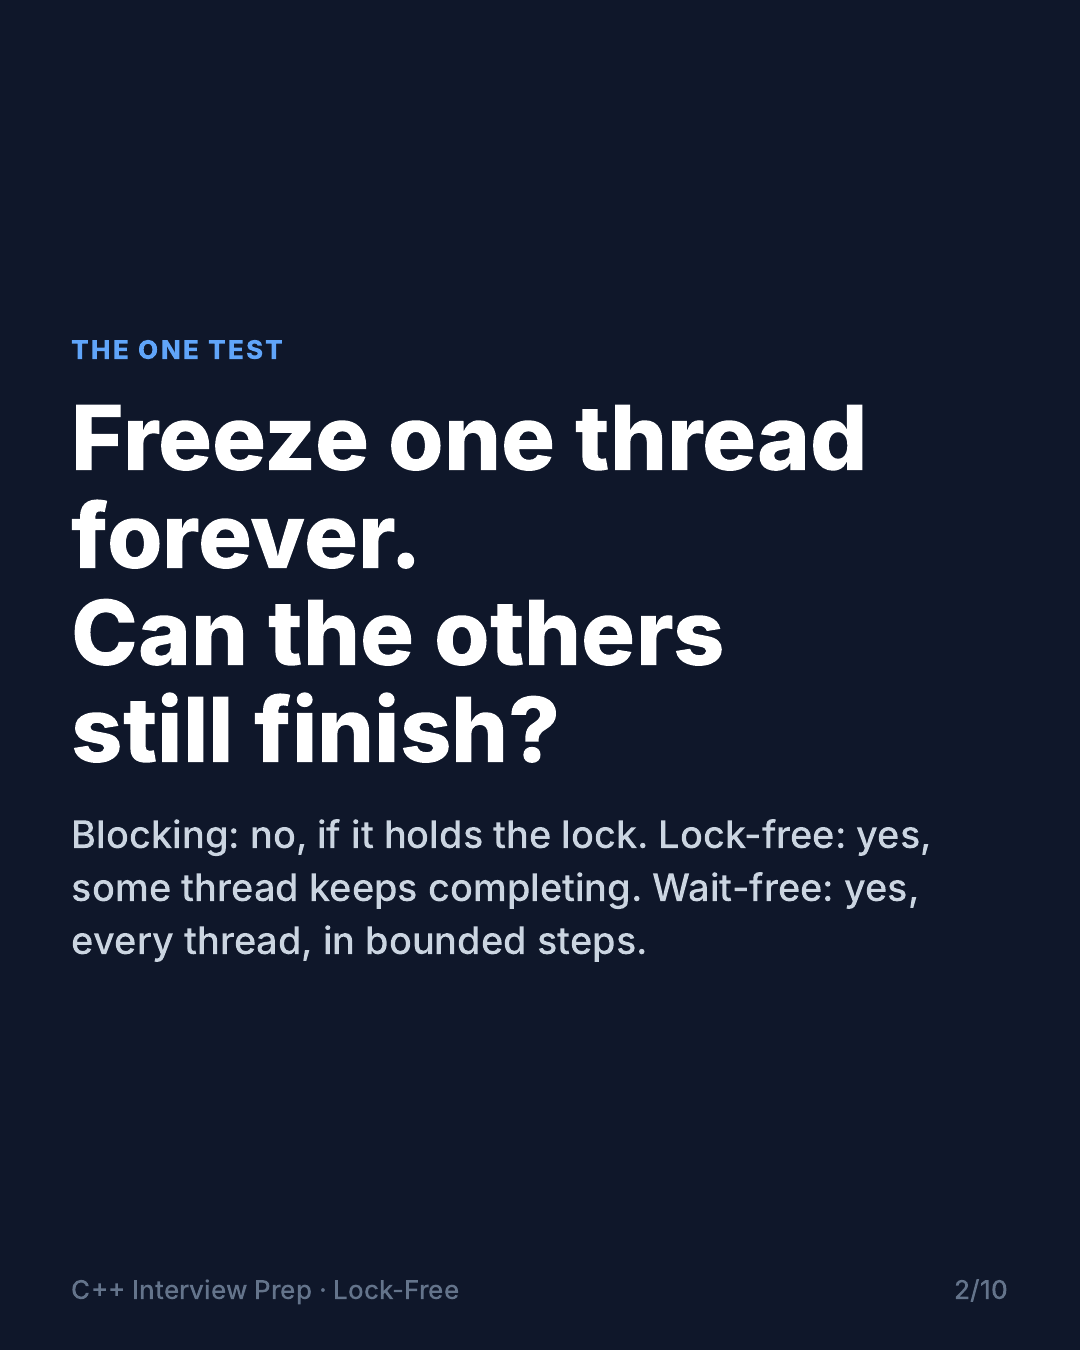 THE ONE TEST
Freeze one thread
forever.
Can the others
still finish?
Blocking: no, if it holds the lock. Lock-free: yes,
some thread keeps completing. Wait-free: yes,
every thread, in bounded steps.
C++ Interview Prep · Lock-Free
2/10